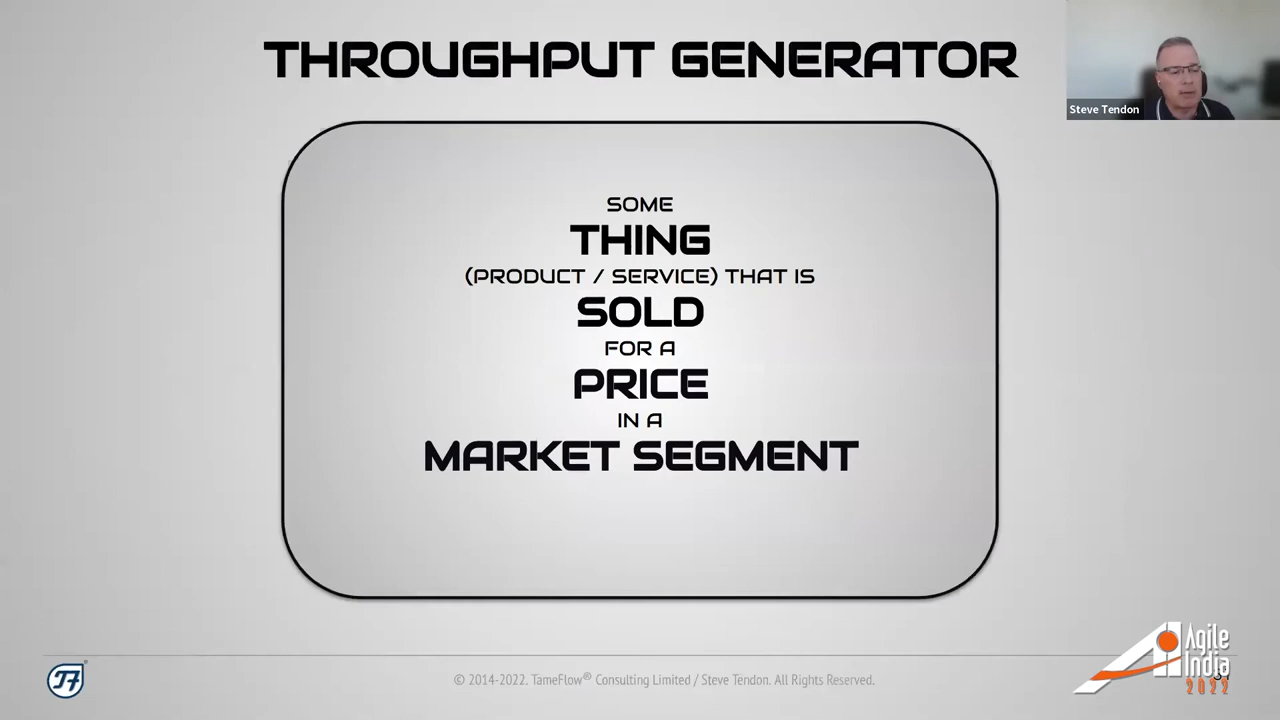 THROUGHPUT GENERATOR
Steve Tendon
SOME
THING
(PRODUCT / SERVICE) THAT IS
SOLD
FOR A
PRICE
IN A
MARKET SEGMENT
© 2014-2022. TameFlow® Consulting Limited / Steve Tendon. All Rights Reserved.
Agile
India
2022